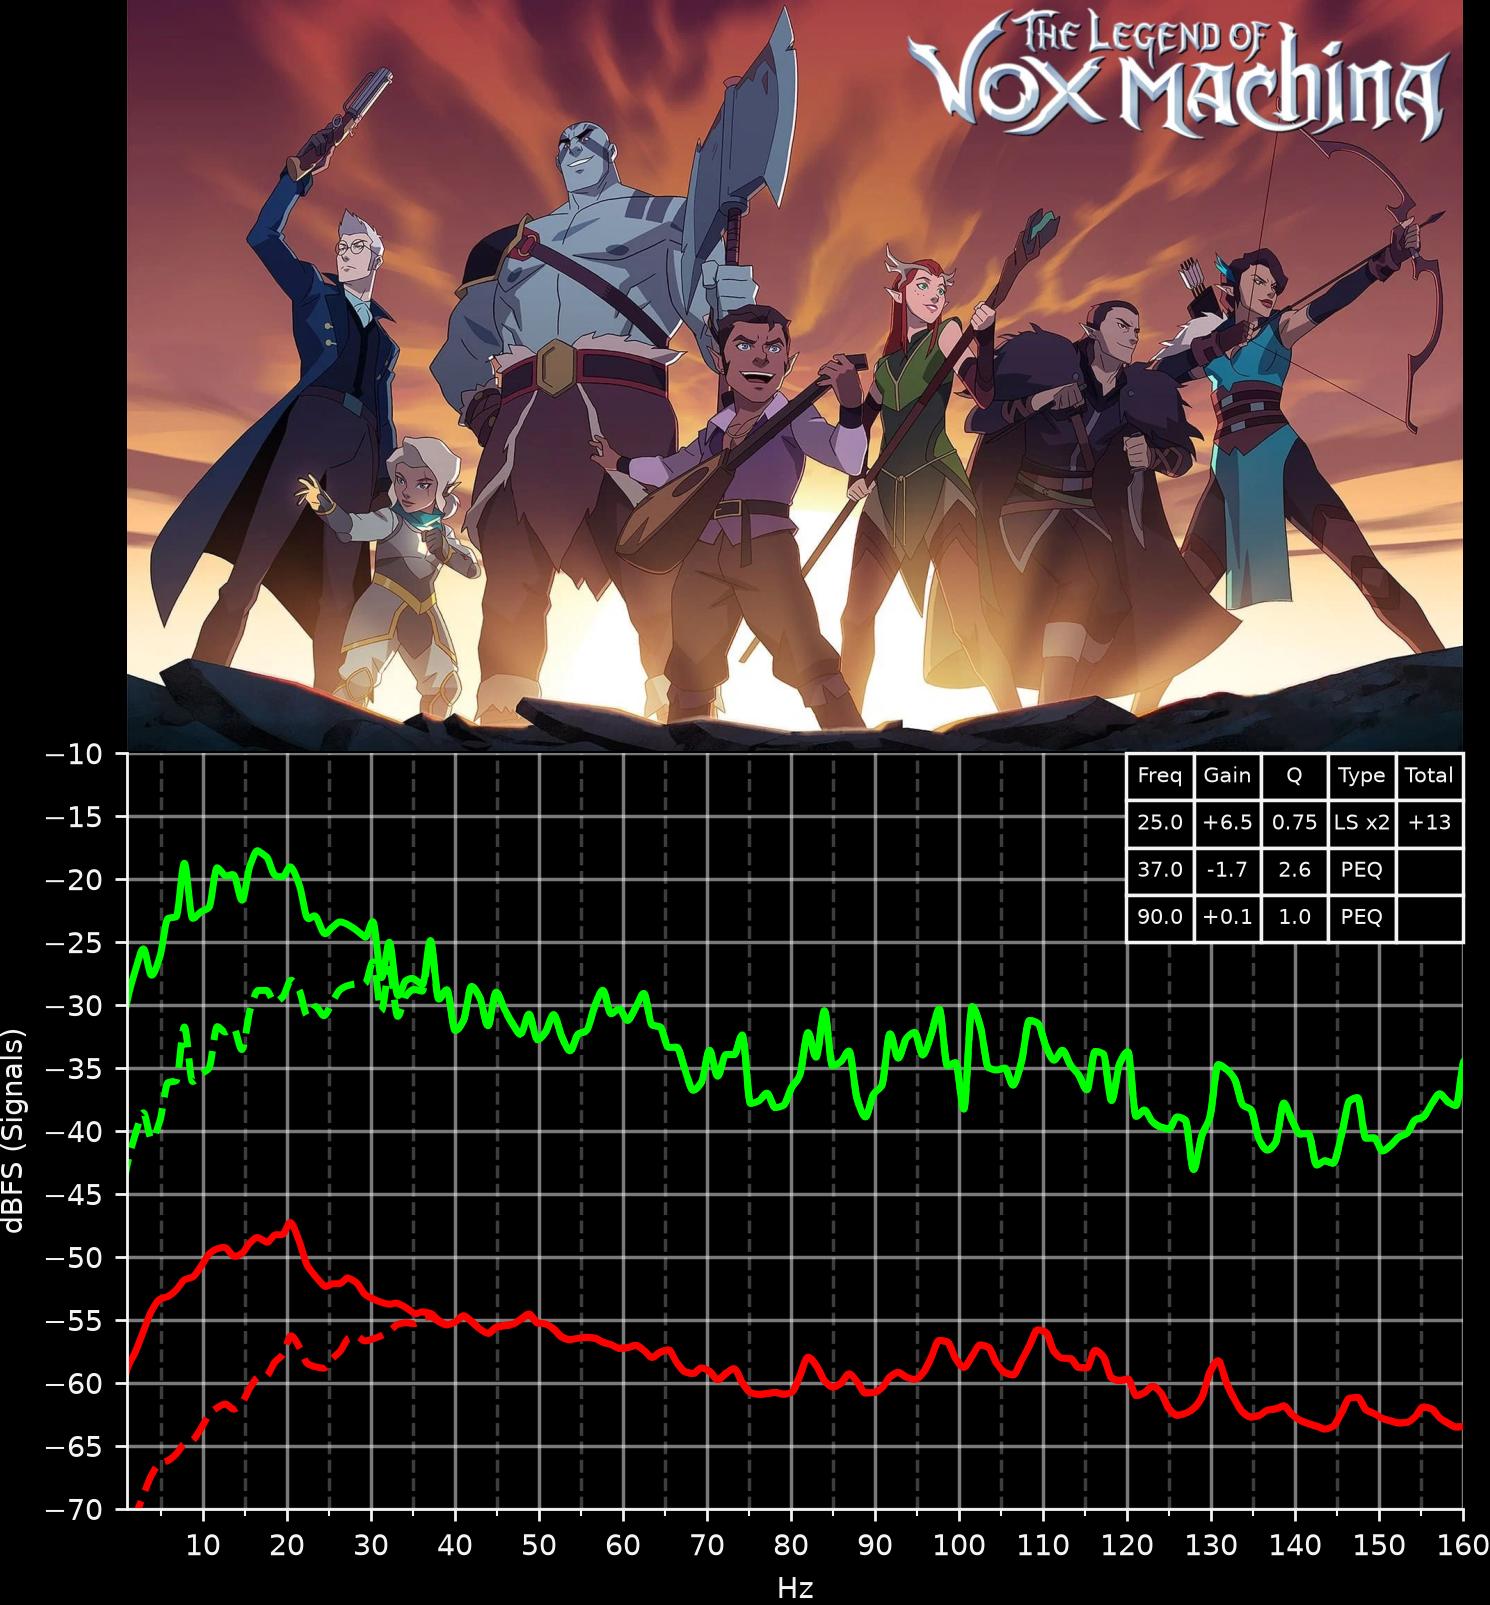 THE LEGEND OF
VOX MACHINA
−10
−15
−20
−25
−30
−35
−40
−45
−50
−55
−60
−65
−70
dBFS (Signals)
Freq Gain Q Type Total
25.0 +6.5 0.75 LS x2 +13
37.0 -1.7 2.6 PEQ
90.0 +0.1 1.0 PEQ
10 20 30 40 50 60 70 80 90 100 110 120 130 140 150 160
Hz